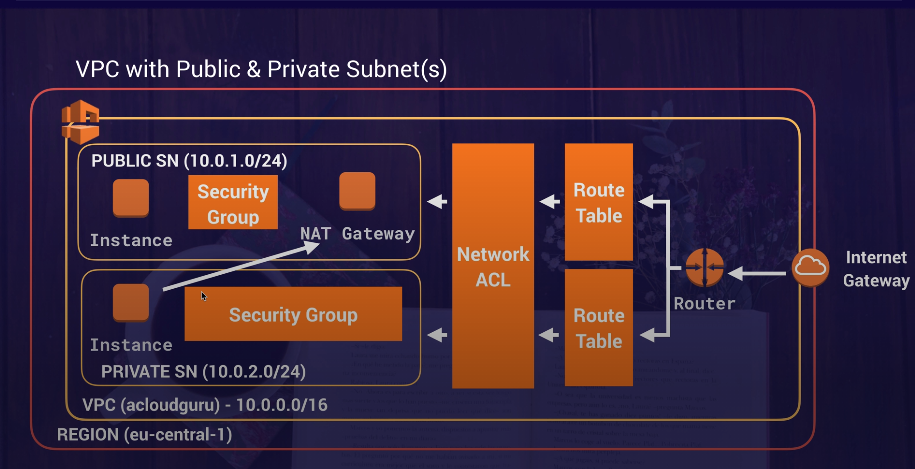 VPC with Public & Private Subnet(s)
PUBLIC SN (10.0.1.0/24)
Instance
Security
Group
NAT Gateway
Instance
Security Group
PRIVATE SN (10.0.2.0/24)
VPC (acloudguru) - 10.0.0.0/16
REGION (eu-central-1)
Network
ACL
Route
Table
Route
Table
Router
Internet
Gateway